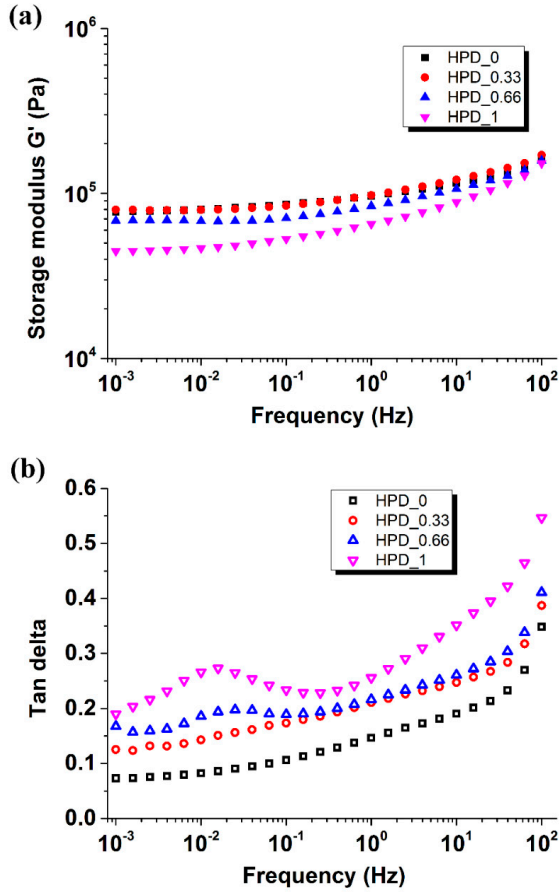 (a)
Storage modulus G' (Pa)
10^6
10^5
10^4
HPD_0
HPD_0.33
HPD_0.66
HPD_1
10^-3 10^-2 10^-1 10^0 10^1 10^2
Frequency (Hz)
(b)
Tan delta
0.6
0.5
0.4
0.3
0.2
0.1
0.0
HPD_0
HPD_0.33
HPD_0.66
HPD_1
10^-3 10^-2 10^-1 10^0 10^1 10^2
Frequency (Hz)